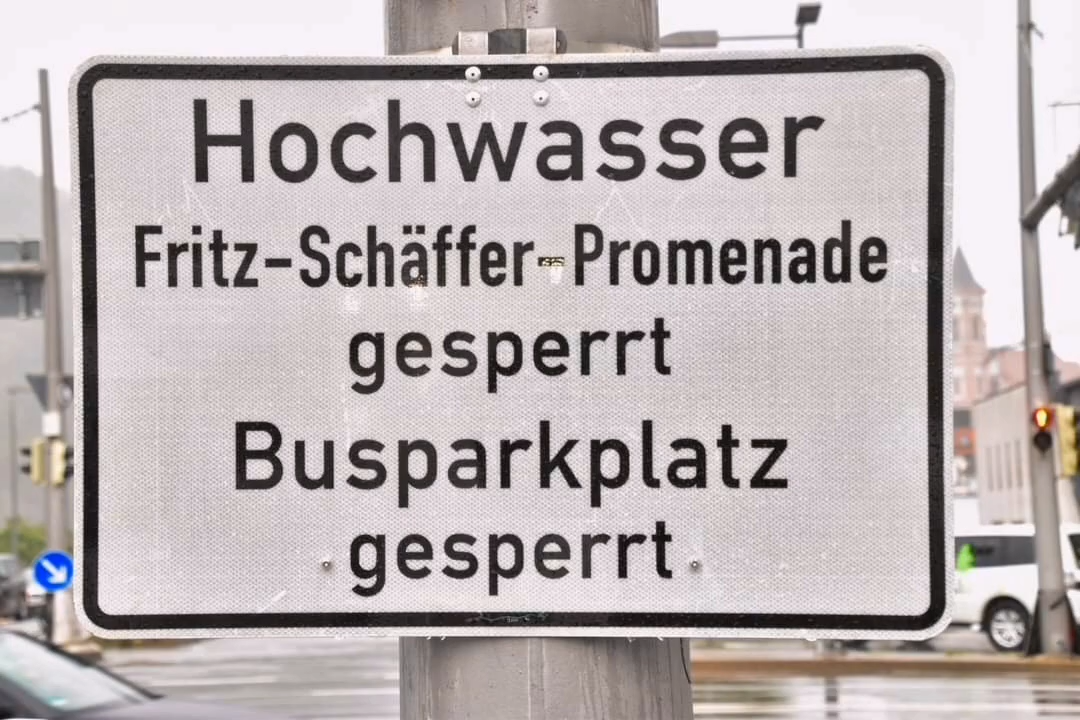 Hochwasser
Fritz-Schäffer-Promenade
gesperrt
Busparkplatz
gesperrt